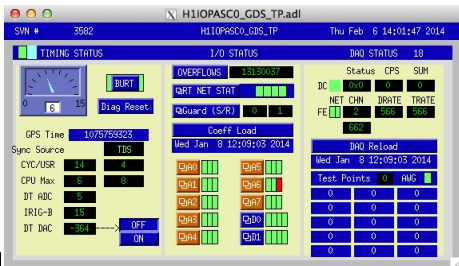 H1IOPASC0_GDS_TP.adl
SVN # 3582 H1IOPASC0_GDS_TP Thu Feb 6 14:01:47 2014
TIMING STATUS I/O STATUS DAQ STATUS 18
0 6 15
BURT
Diag Reset
GPS Time 1075759323
Sync Source TDS
CYC/USR 14 4
CPU Max 6 8
DT ADC 5
IRIG-B 15
DT DAC -364 OFF
ON
OVERFLOWS 13130037
RT NET STAT
Guard (S/R) 0 1
Coeff Load
Wed Jan 8 12:09:03 2014
A0 A5
A1 A6
A2 A7
A3 D0
A4 D1
Status CPS SUM
DC 0x0 0 0
NET CHN DRATE TRATE
FE 2 566 566
662
DAQ Reload
Wed Jan 8 12:09:03 2014
Test Points 0 AWG
0 0 0
0 0 0
0 0 0
0 0 0
0 0 0